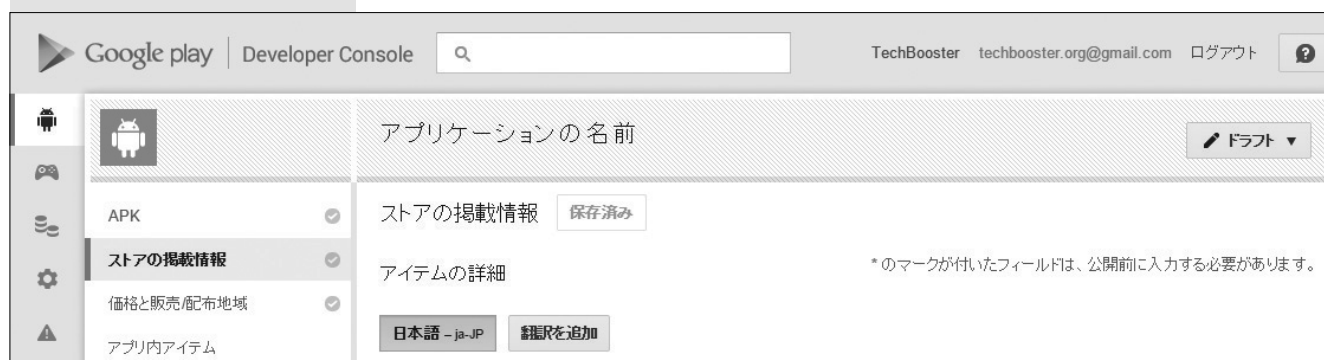 Google play Developer Console
TechBooster techbooster.org@gmail.com ログアウト
アプリケーションの名前
ドラフト
APK
ストアの掲載情報
価格と販売/配布地域
アプリ内アイテム
ストアの掲載情報 保存済み
アイテムの詳細
*のマークが付いたフィールドは、公開前に入力する必要があります。
日本語 – ja-JP 翻訳を追加